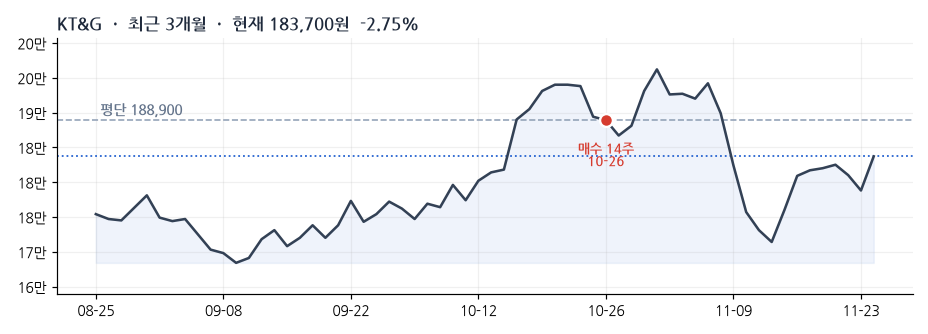 KT&G · 최근 3개월 · 현재 183,700원 -2.75%
20만
20만
19만
18만
18만
18만
17만
16만
평단 188,900
매수 14주
10-26
08-25
09-08
09-22
10-12
10-26
11-09
11-23